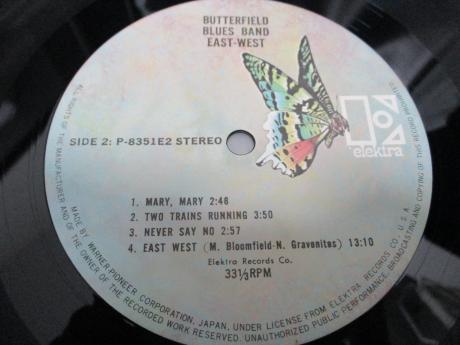 BUTTERFIELD
BLUES BAND
EAST-WEST
elektra
SIDE 2: P-8351E2 STEREO
1. MARY, MARY 2:48
2. TWO TRAINS RUNNING 3:50
3. NEVER SAY NO 2:57
4. EAST WEST (M. Bloomfield-N. Gravenitas) 13:10
Elektra Records Co.
33⅓RPM
MADE BY WARNER-PIONEER CORPORATION, JAPAN, UNDER LICENSE FROM ELEKTRA RECORDS CO., U.S.A.
ALL RIGHTS OF THE MANUFACTURER AND OF THE OWNER OF THE RECORDED WORK RESERVED. UNAUTHORIZED PUBLIC PERFORMANCE, BROADCASTING AND COPYING OF THIS RECORD PROHIBITED.